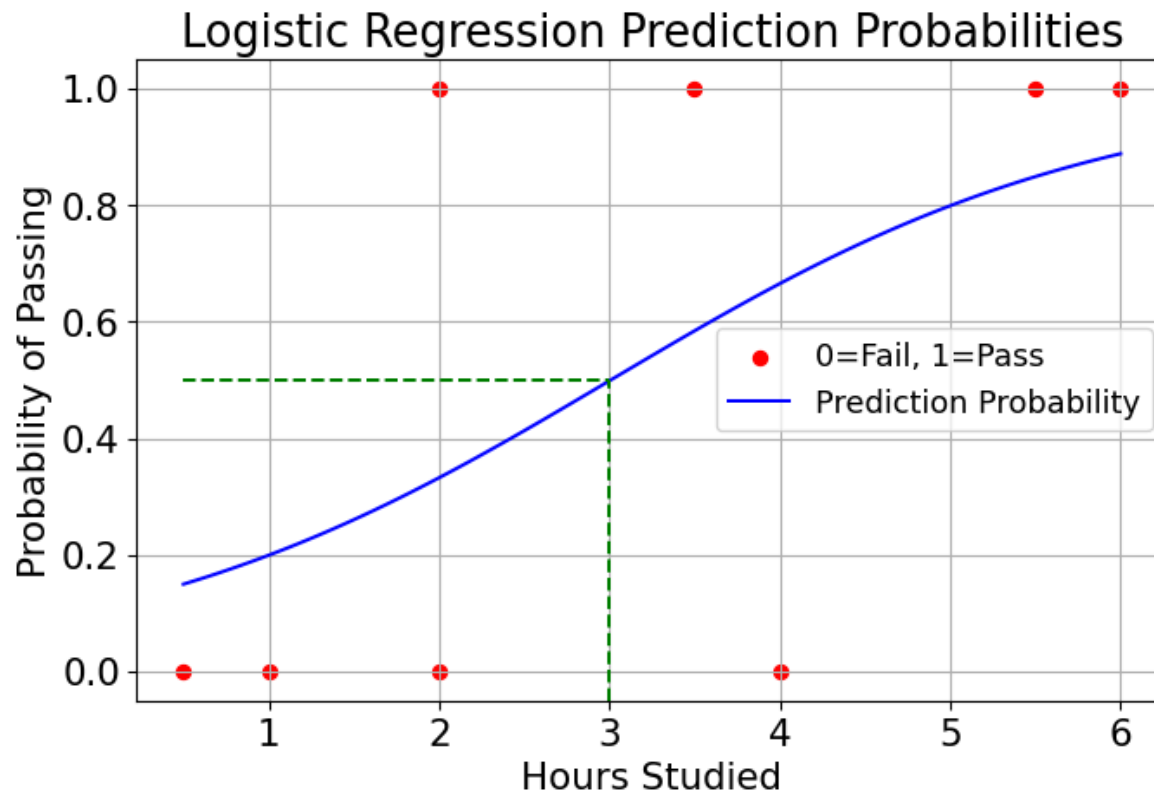 Logistic Regression Prediction Probabilities
Probability of Passing
1.0
0.8
0.6
0.4
0.2
0.0
0=Fail, 1=Pass
Prediction Probability
1 2 3 4 5 6
Hours Studied